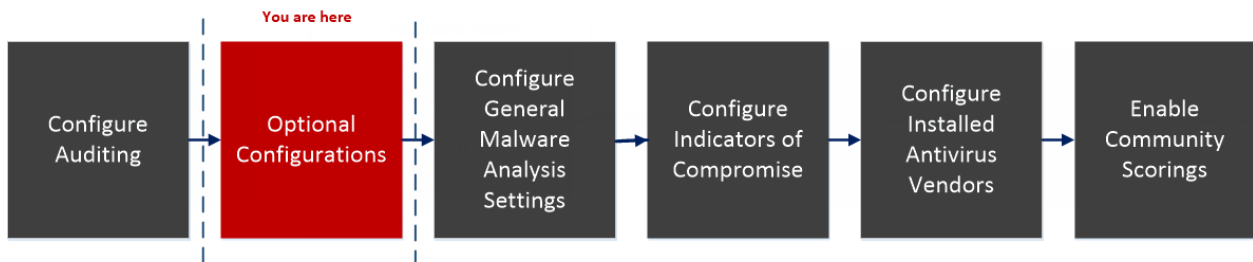 You are here
Configure
Auditing
Optional
Configurations
Configure
General
Malware
Analysis
Settings
Configure
Indicators of
Compromise
Configure
Installed
Antivirus
Vendors
Enable
Community
Scorings